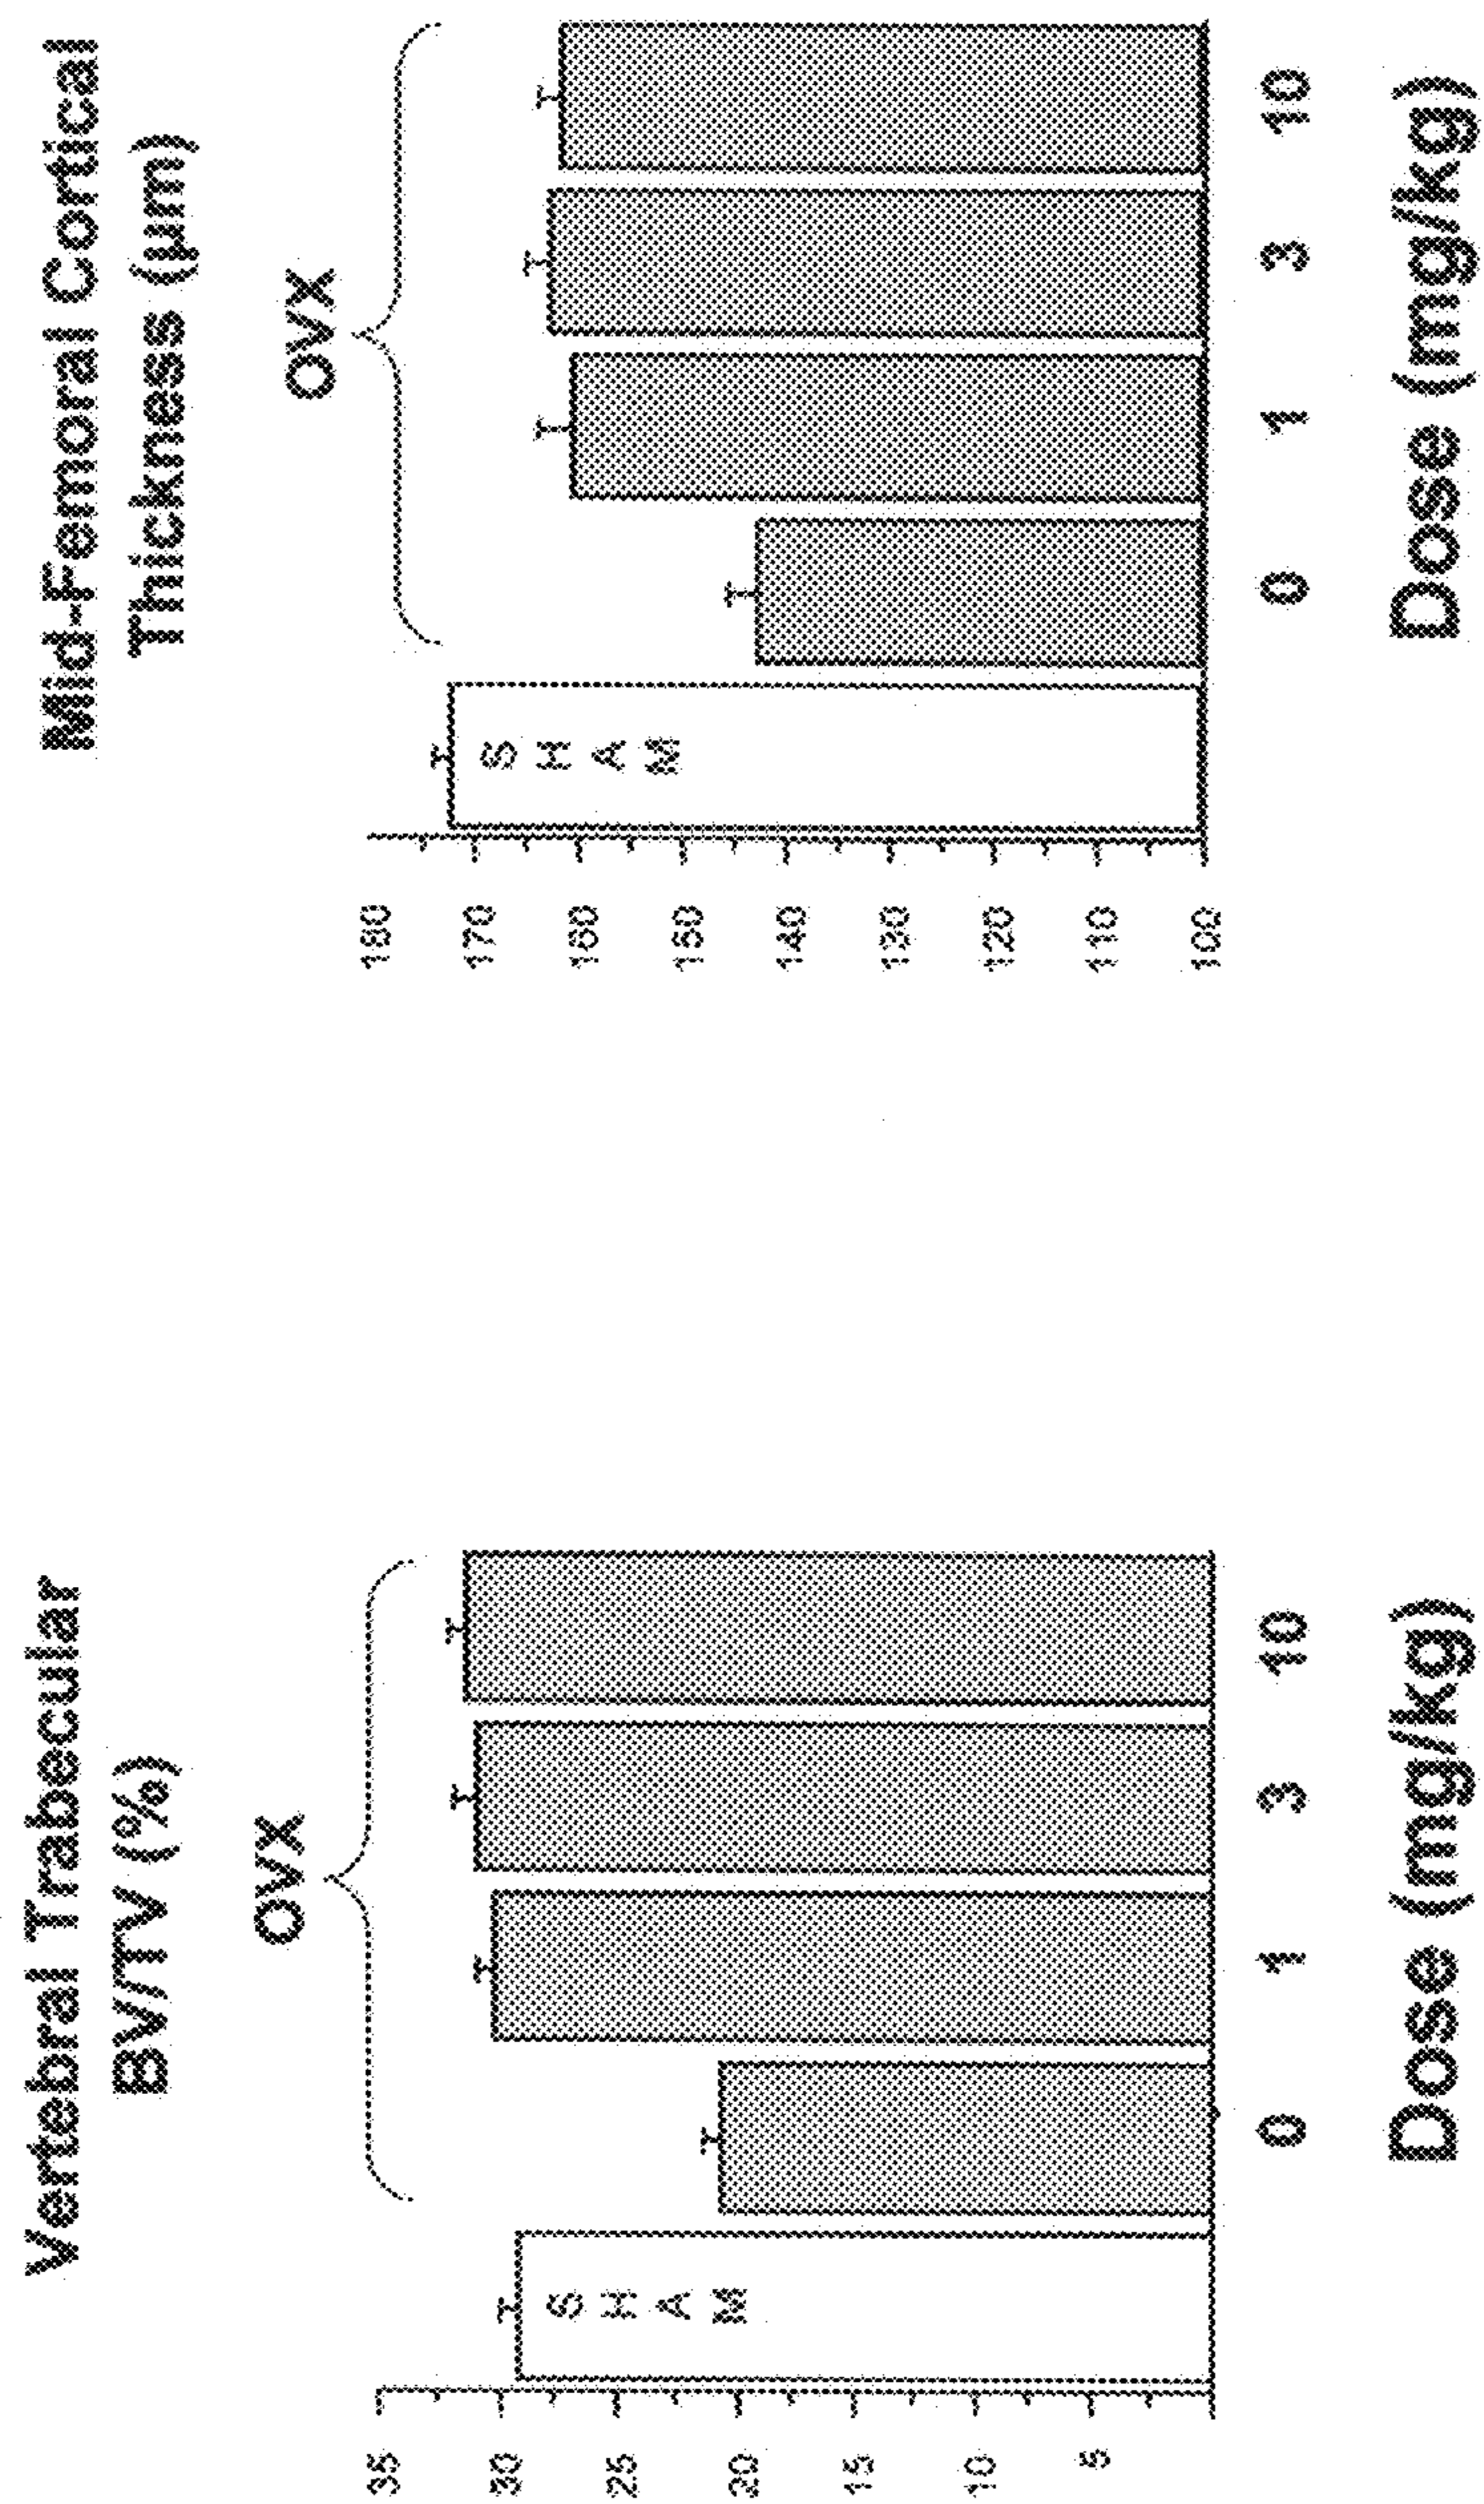 Vertebral Trabecular
BV/TV (%)
OVX
35
30
25
20
15
10
5
S
H
A
M
0
1
3
10
Dose (mg/kg)
Mid-Femoral Cortical
Thickness (µm)
OVX
180
170
160
150
140
130
120
110
100
S
H
A
M
0
1
3
10
Dose (mg/kg)